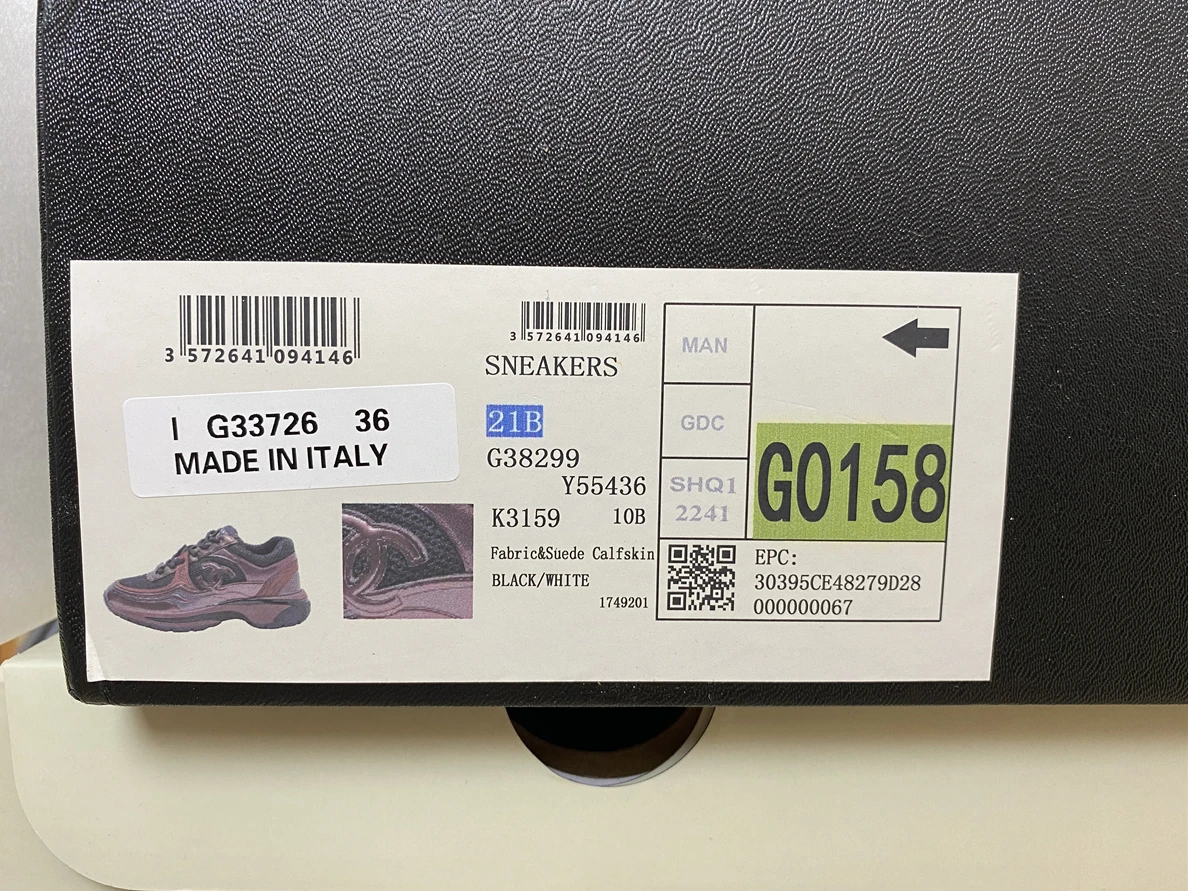 3 572641 094146
I G33726 36
MADE IN ITALY
3 572641 094146
SNEAKERS
21B
G38299
Y55436
K3159 10B
Fabric&Suede Calfskin
BLACK/WHITE
1749201
MAN
GDC
SHQ1
2241
G0158
EPC:
30395CE48279D28
000000067